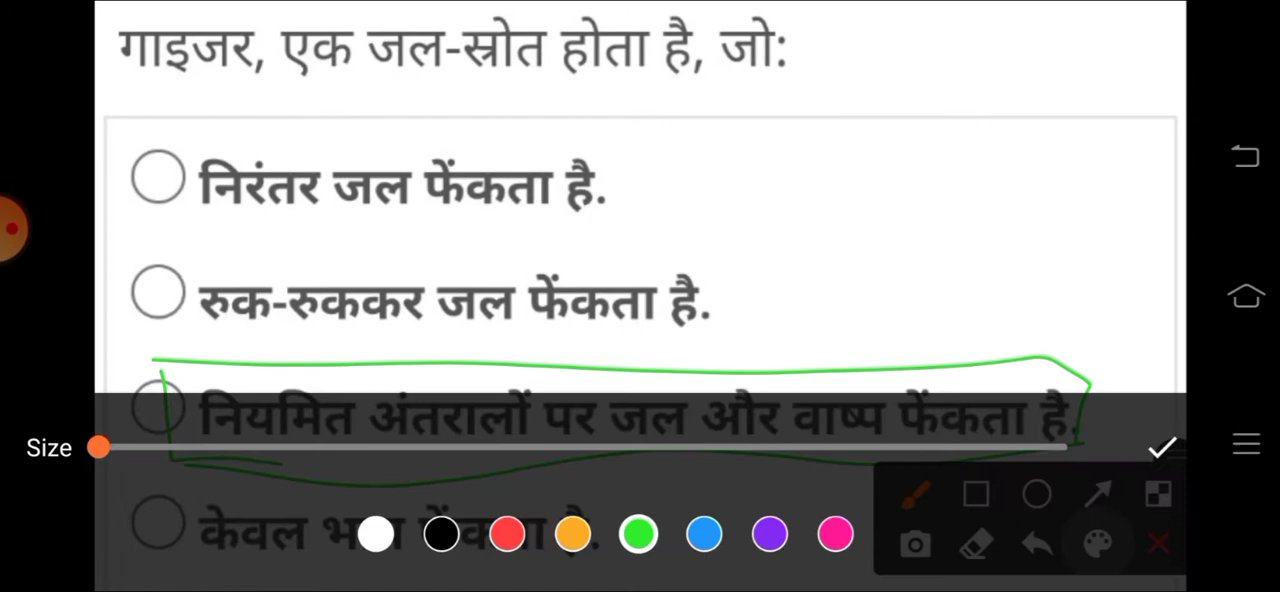 गाइजर, एक जल-स्रोत होता है, जो:
निरंतर जल फेंकता है.
रुक-रुककर जल फेंकता है.
नियमित अंतरालों पर जल और वाष्प फेंकता है.
Size
केवल है.